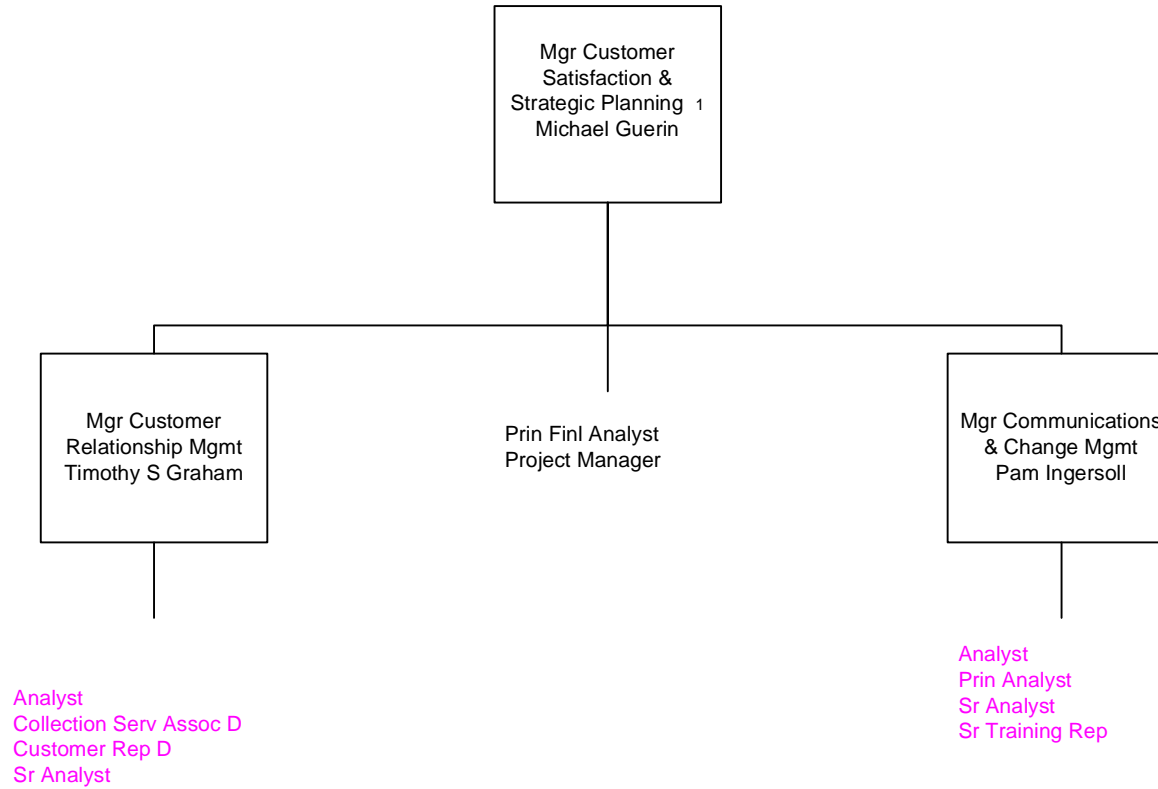 Mgr Customer
Satisfaction &
Strategic Planning 1
Michael Guerin
Mgr Customer
Relationship Mgmt
Timothy S Graham
Prin Finl Analyst
Project Manager
Mgr Communications
& Change Mgmt
Pam Ingersoll
Analyst
Collection Serv Assoc D
Customer Rep D
Sr Analyst
Analyst
Prin Analyst
Sr Analyst
Sr Training Rep